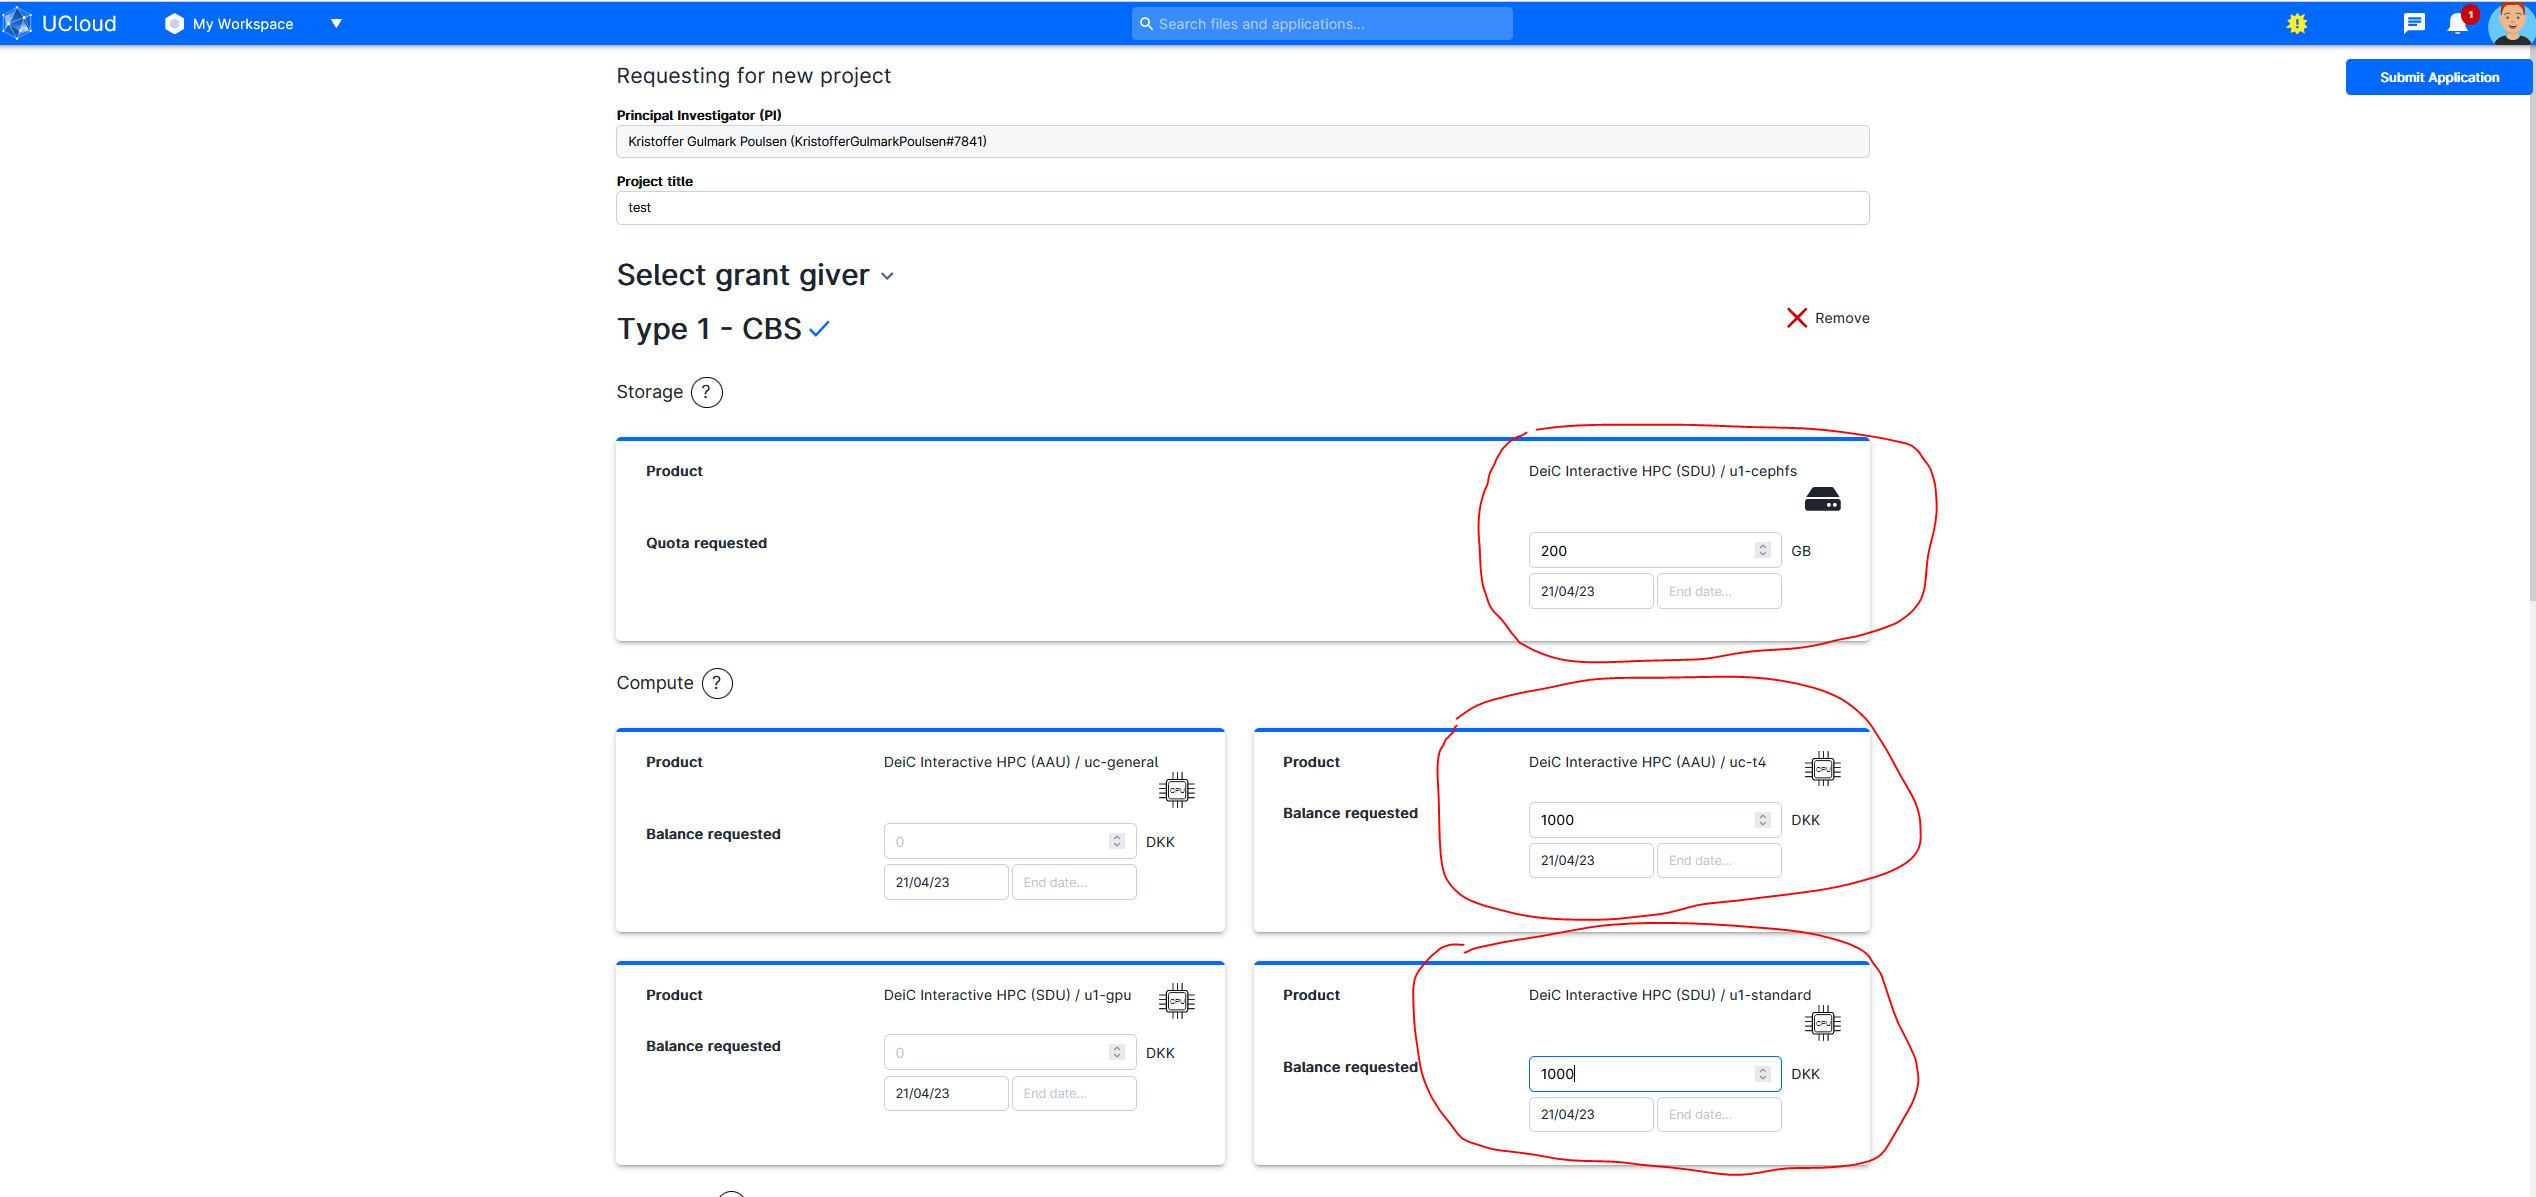 UCloud My Workspace Search files and applications... 1
Requesting for new project
Submit Application
Principal Investigator (PI)
Kristoffer Gulmark Poulsen (KristofferGulmarkPoulsen#7841)
Project title
test
Select grant giver
Type 1 - CBS
Remove
Storage ?
Product DeiC Interactive HPC (SDU) / u1-cephfs
Quota requested
200 GB
21/04/23 End date...
Compute ?
Product DeiC Interactive HPC (AAU) / uc-general
CPU
Balance requested
0 DKK
21/04/23 End date...
Product DeiC Interactive HPC (AAU) / uc-t4
CPU
Balance requested
1000 DKK
21/04/23 End date...
Product DeiC Interactive HPC (SDU) / u1-gpu
CPU
Balance requested
0 DKK
21/04/23 End date...
Product DeiC Interactive HPC (SDU) / u1-standard
CPU
Balance requested
1000 DKK
21/04/23 End date...